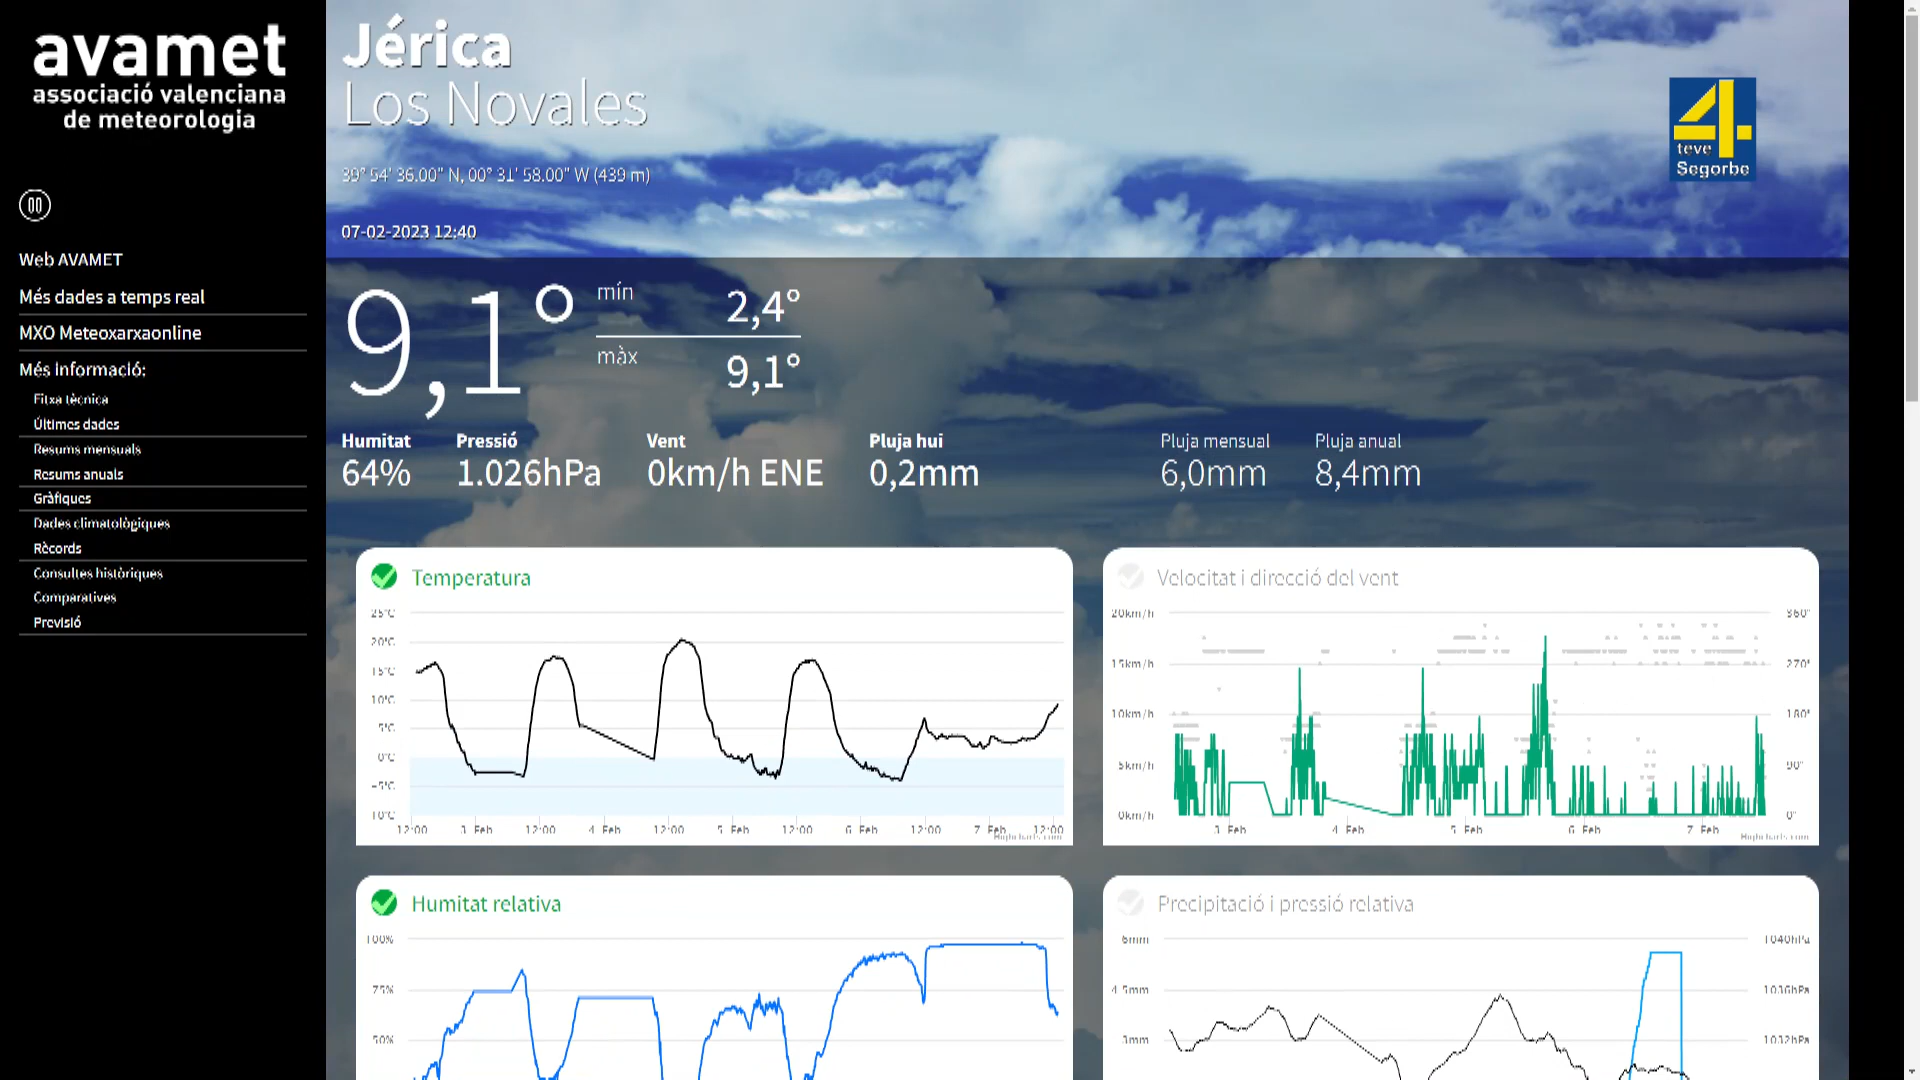 avamet
associació valenciana
de meteorologia
Web AVAMET
Més dades a temps real
MXO Meteoxarxaonline
Més informació:
Fitxa tècnica
Últimes dades
Resums mensuals
Resums anuals
Gràfiques
Dades climatològiques
Rècords
Consultes històriques
Comparatives
Previsió
Jérica
Los Novales
39° 54' 36.00" N, 00° 31' 58.00" W (439 m)
07-02-2023 12:40
4
teve
Segorbe
9,1°
mín 2,4°
màx 9,1°
Humitat Pressió Vent Pluja hui Pluja mensual Pluja anual
64% 1.026hPa 0km/h ENE 0,2mm 6,0mm 8,4mm
Temperatura
25°C
20°C
15°C
10°C
5°C
0°C
-5°C
10°C
12:00 3. Feb 12:00 4. Feb 12:00 5. Feb 12:00 6. Feb 12:00 7. Feb 12:00
Highcharts.com
Velocitat i direcció del vent
20km/h 360°
15km/h 270°
10km/h 180°
5km/h 90°
0km/h 0°
3. Feb 4. Feb 5. Feb 6. Feb 7. Feb
Highcharts.com
Humitat relativa
100%
75%
50%
Precipitació i pressió relativa
6mm 1040hPa
4.5mm 1036hPa
3mm 1032hPa